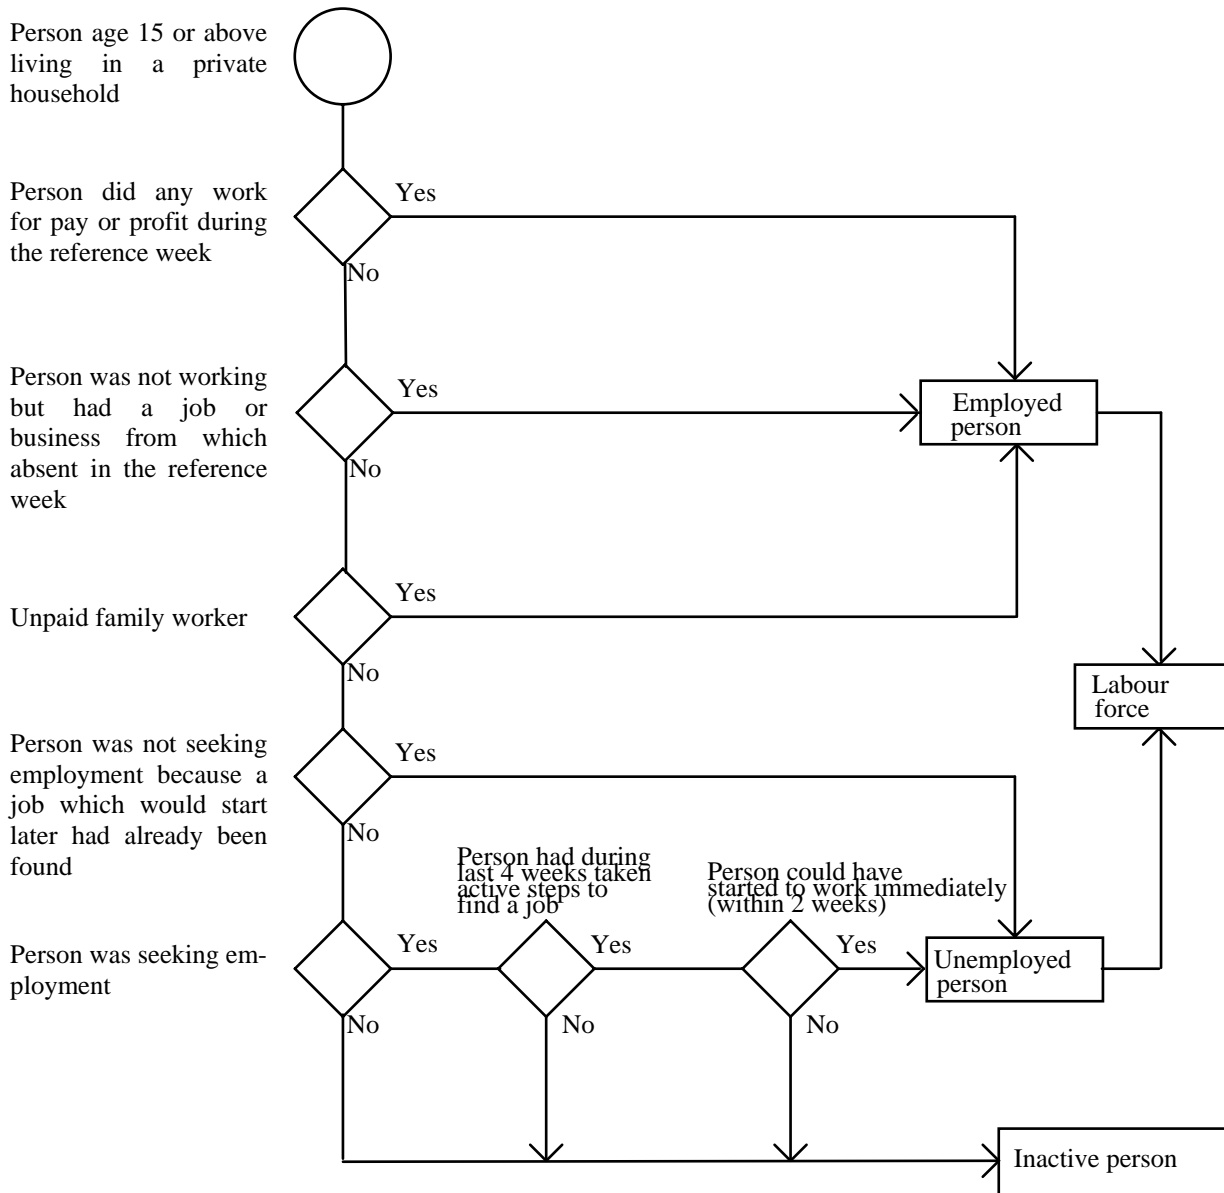 Person age 15 or above
living in a private
household
Person did any work
for pay or profit during
the reference week
Yes
No
Person was not working
but had a job or
business from which
absent in the reference
week
Yes
No
Employed
person
Unpaid family worker
Yes
No
Labour
force
Person was not seeking
employment because a
job which would start
later had already been
found
Yes
No
Person had during
last 4 weeks taken
active steps to
find a job
Person could have
started to work immediately
(within 2 weeks)
Person was seeking em-
ployment
Yes
No
Yes
No
Yes
No
Unemployed
person
Inactive person